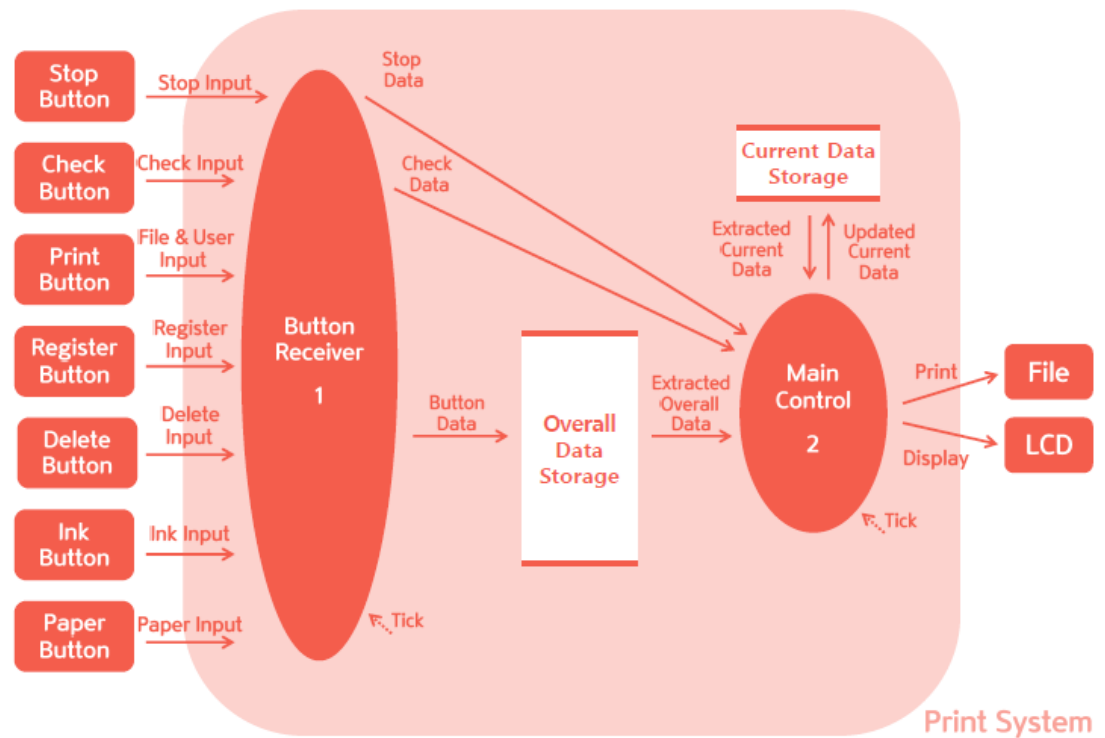 Stop
Button
Stop Input
Stop
Data
Check
Button
Check Input
Check
Data
Print
Button
File & User
Input
Register
Button
Register
Input
Delete
Button
Delete
Input
Ink
Button
Ink Input
Paper
Button
Paper Input
Button
Receiver
1
Tick
Button
Data
Overall
Data
Storage
Extracted
Overall
Data
Current Data
Storage
Extracted
Current
Data
Updated
Current
Data
Main
Control
2
Tick
Print
File
Display
LCD
Print System